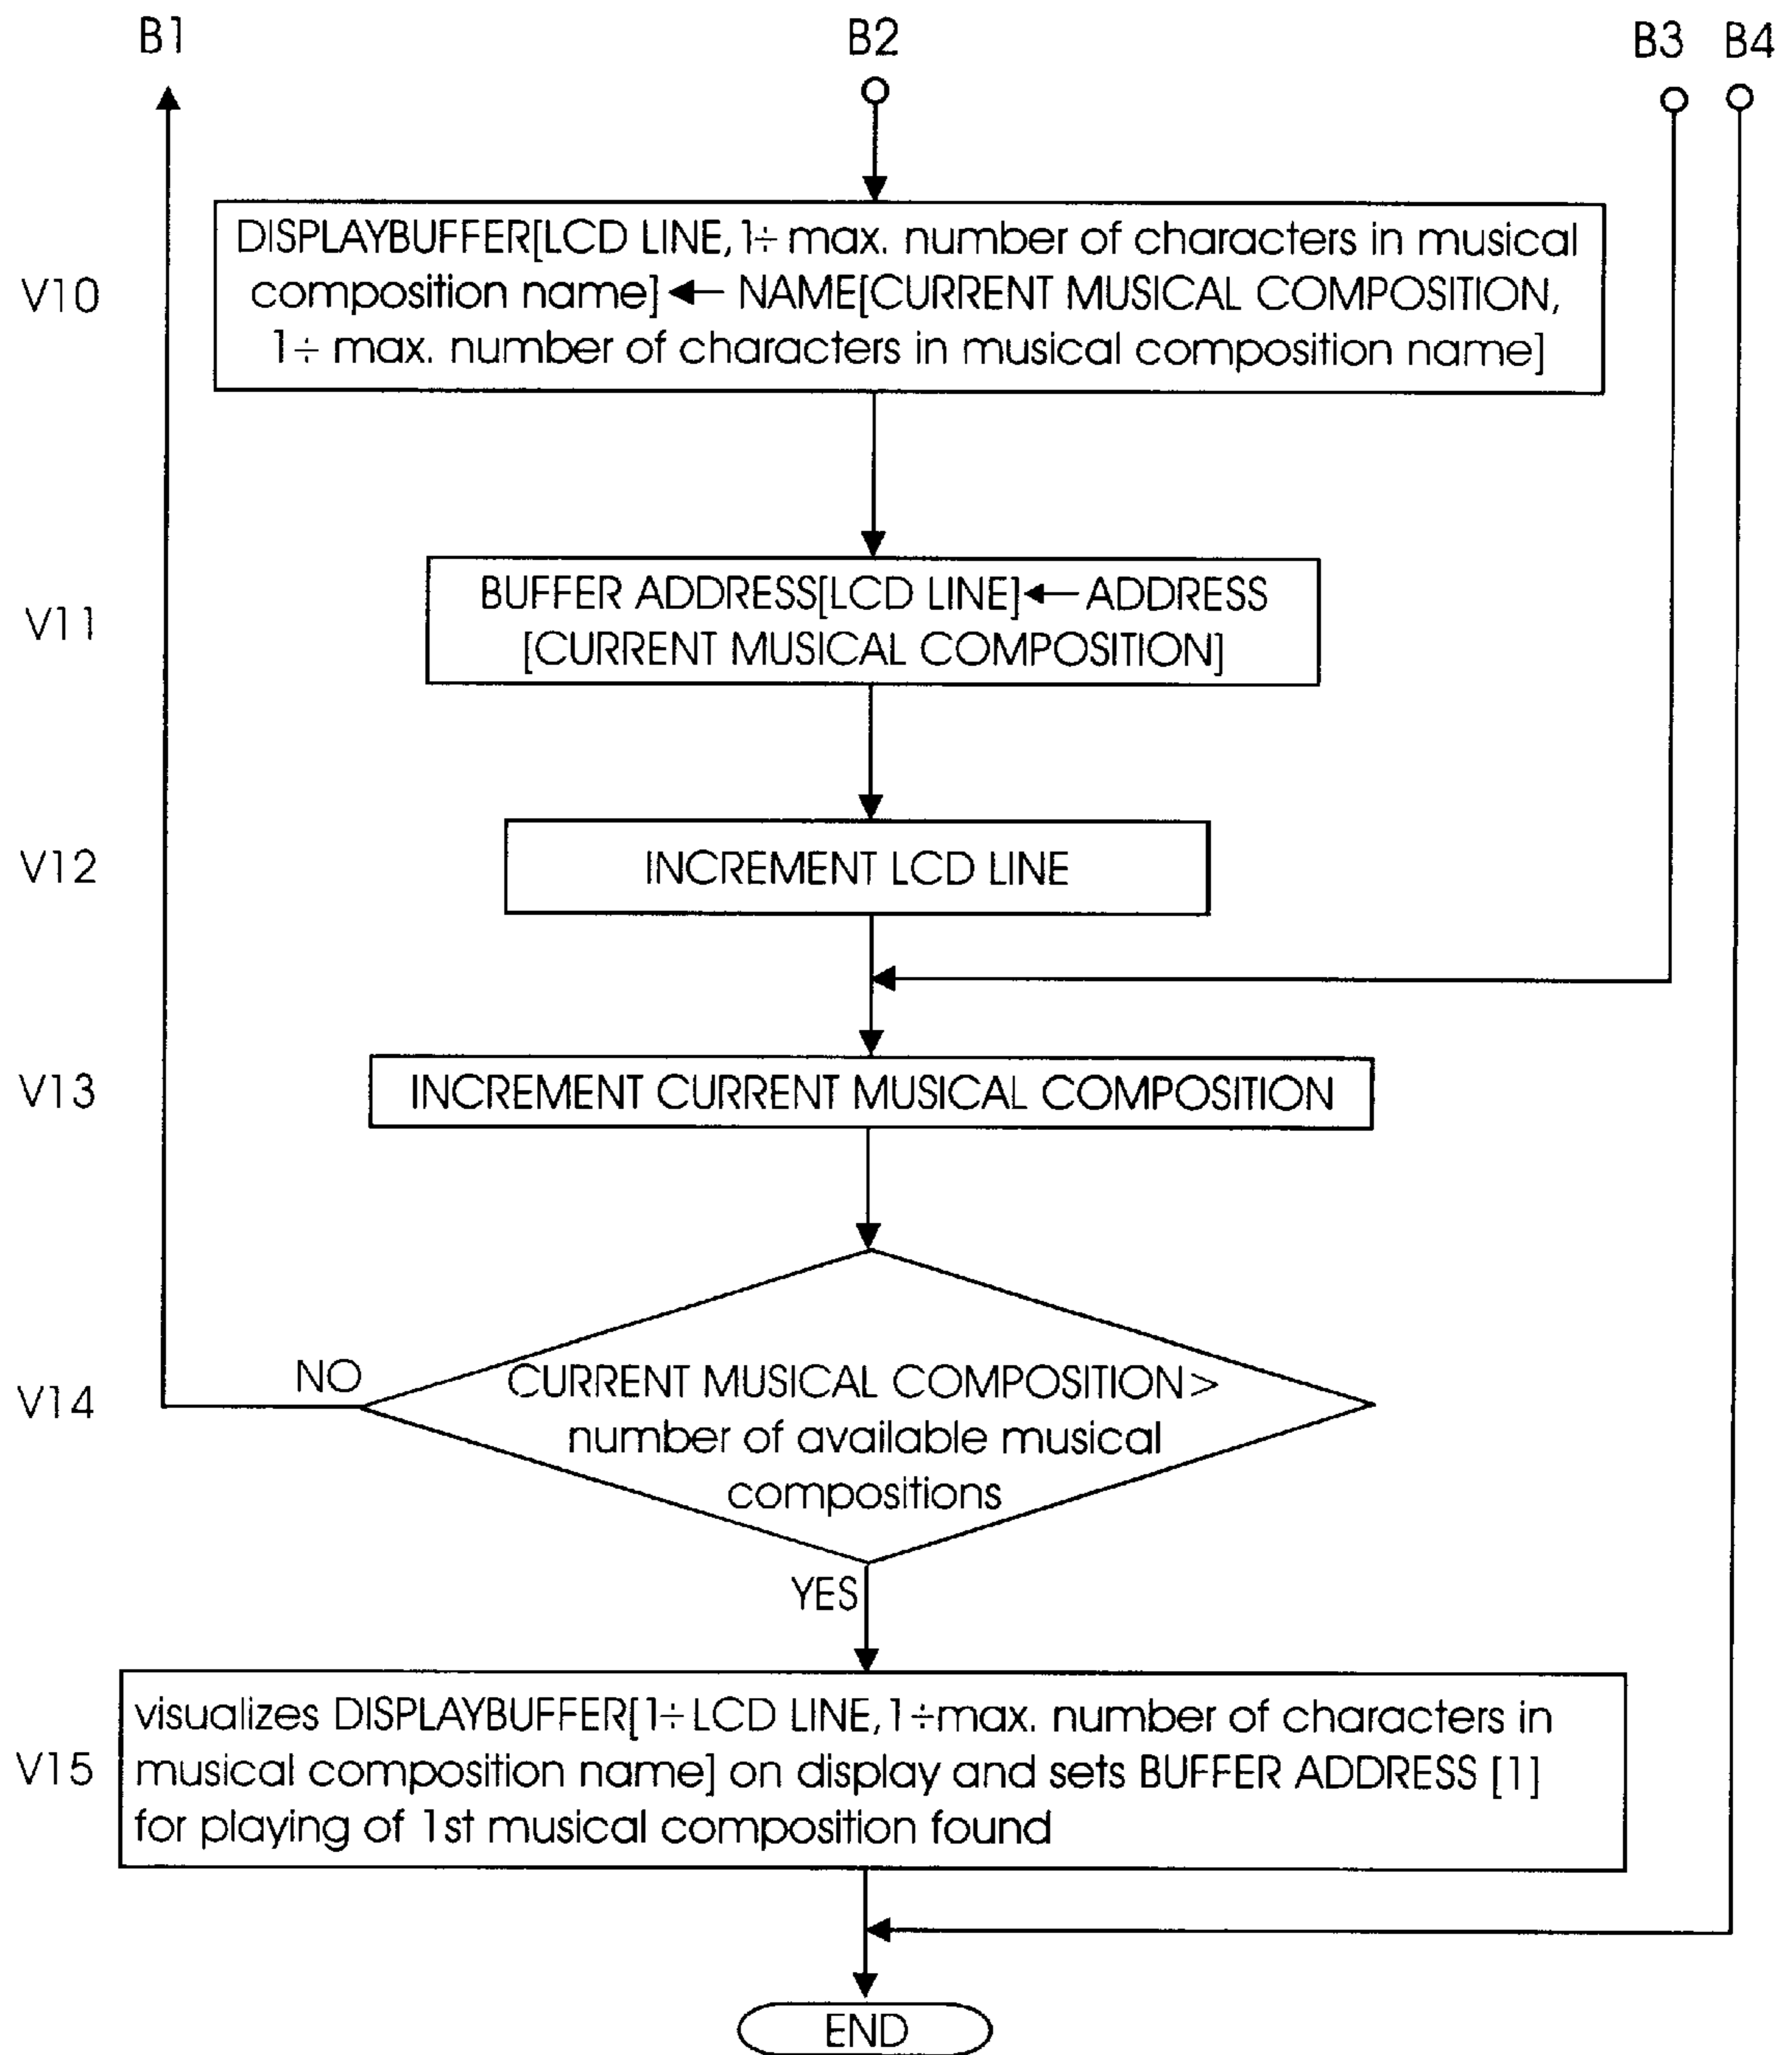 B1
B2
B3
B4
V10
DISPLAYBUFFER[LCD LINE, 1÷ max. number of characters in musical
composition name] ← NAME[CURRENT MUSICAL COMPOSITION,
1÷ max. number of characters in musical composition name]
V11
BUFFER ADDRESS[LCD LINE]←ADDRESS
[CURRENT MUSICAL COMPOSITION]
V12
INCREMENT LCD LINE
V13
INCREMENT CURRENT MUSICAL COMPOSITION
NO
V14
CURRENT MUSICAL COMPOSITION>
number of available musical
compositions
YES
V15
visualizes DISPLAYBUFFER[1÷LCD LINE, 1÷max. number of characters in
musical composition name] on display and sets BUFFER ADDRESS [1]
for playing of 1st musical composition found
END